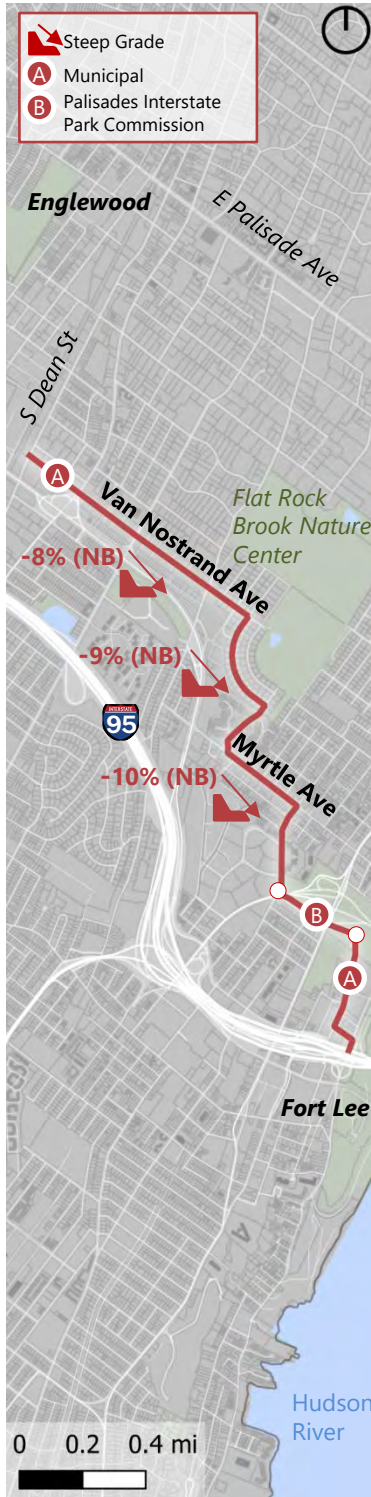 Steep Grade
A Municipal
B Palisades Interstate
Park Commission
Englewood
E Palisade Ave
S Dean St
A
Van Nostrand Ave
Flat Rock
Brook Nature
Center
-8% (NB)
-9% (NB)
INTERSTATE
95
Myrtle Ave
-10% (NB)
B
A
Fort Lee
Hudson
River
0 0.2 0.4 mi